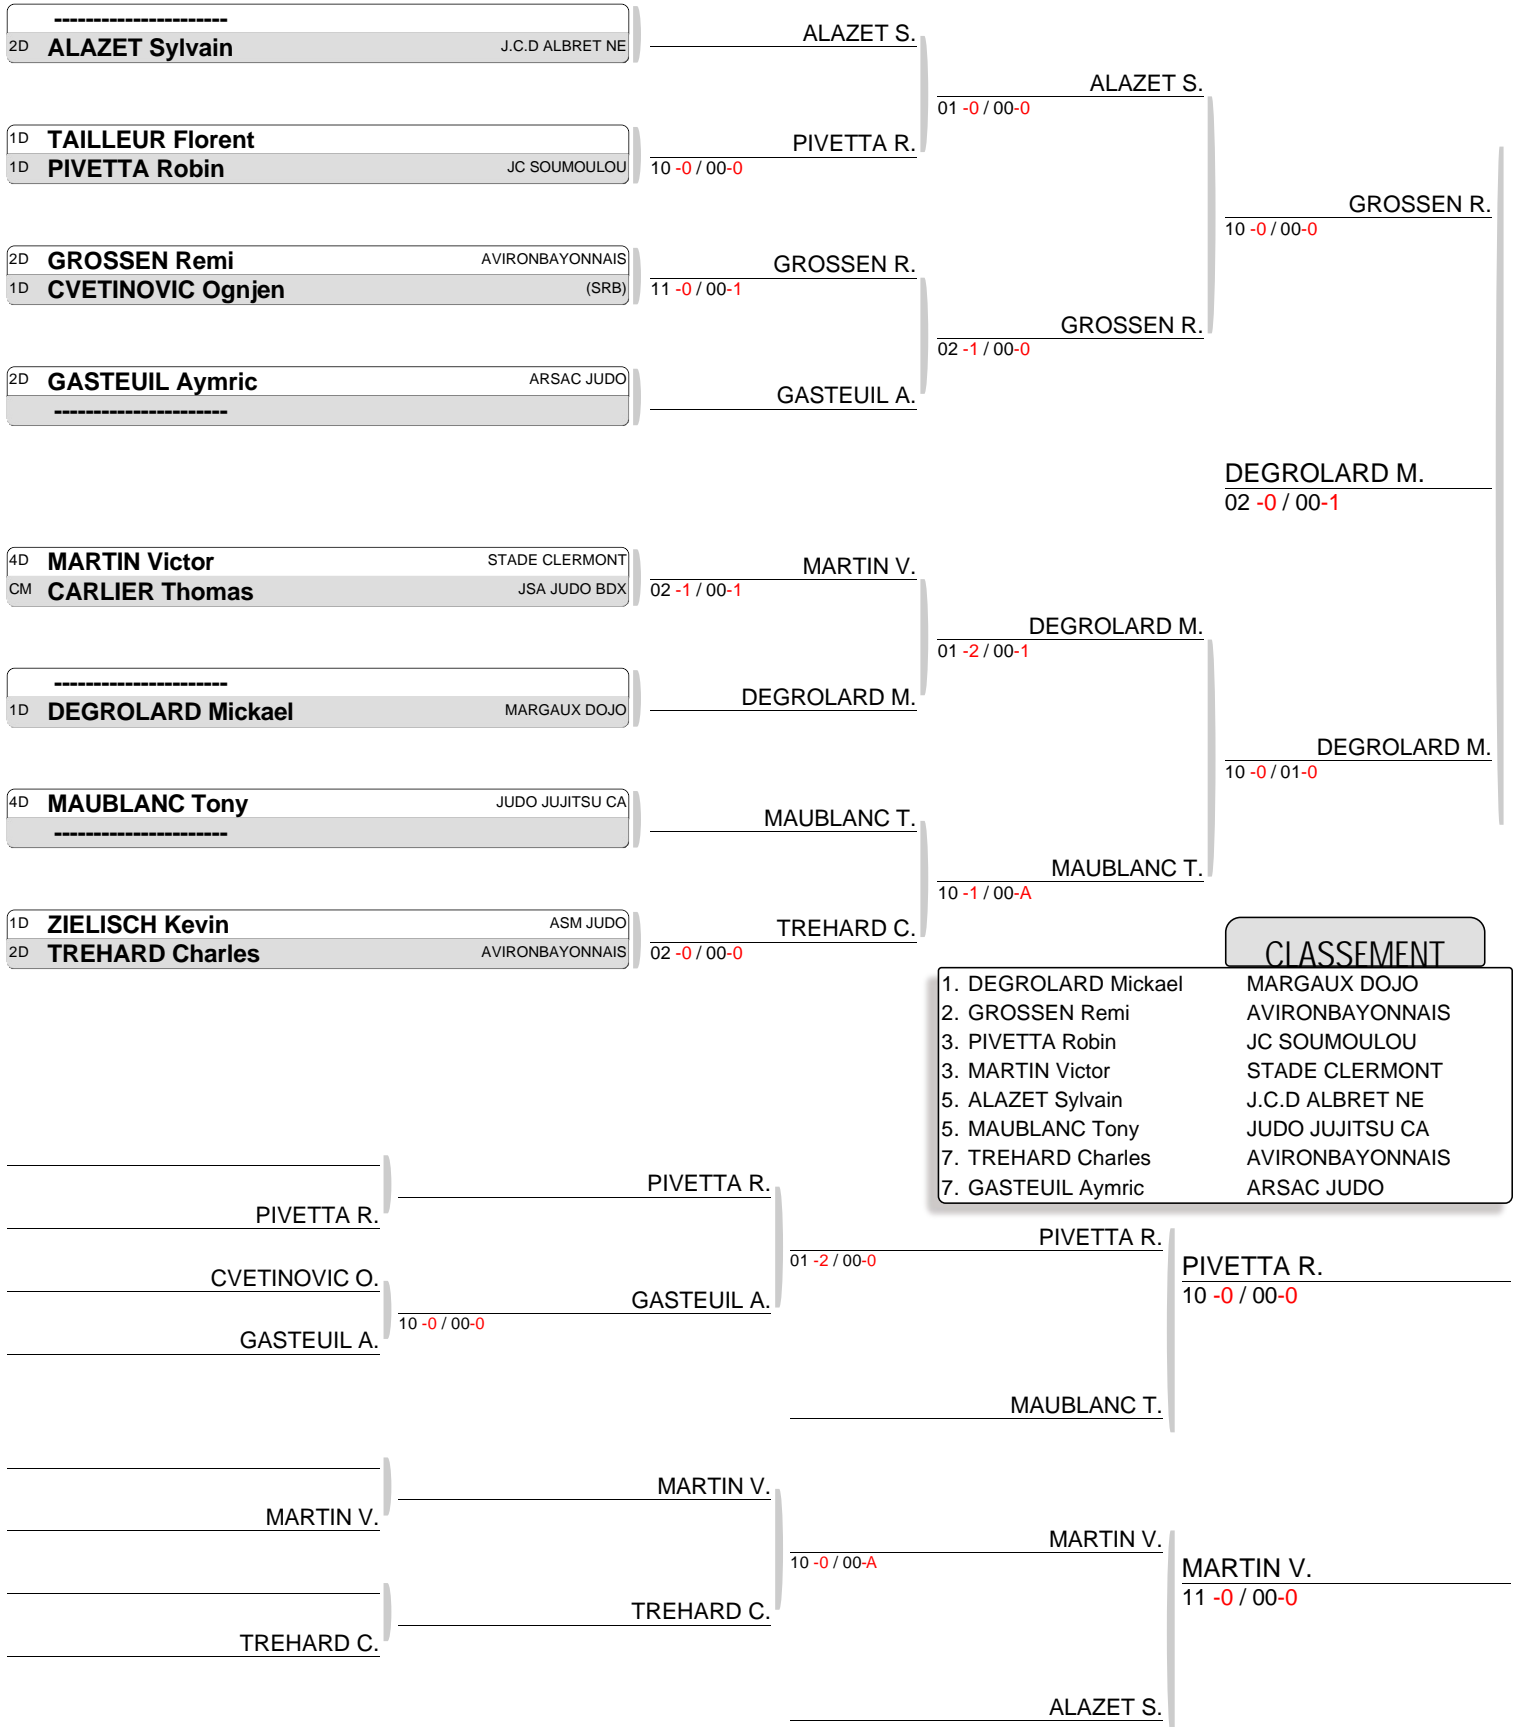 ----------------------
2D ALAZET Sylvain J.C.D ALBRET NE
ALAZET S.
ALAZET S.
01 -0 / 00-0
1D TAILLEUR Florent
1D PIVETTA Robin JC SOUMOULOU
PIVETTA R.
10 -0 / 00-0
GROSSEN R.
10 -0 / 00-0
2D GROSSEN Remi AVIRONBAYONNAIS
1D CVETINOVIC Ognjen (SRB)
GROSSEN R.
11 -0 / 00-1
GROSSEN R.
02 -1 / 00-0
2D GASTEUIL Aymric ARSAC JUDO
----------------------
GASTEUIL A.
DEGROLARD M.
02 -0 / 00-1
4D MARTIN Victor STADE CLERMONT
CM CARLIER Thomas JSA JUDO BDX
MARTIN V.
02 -1 / 00-1
DEGROLARD M.
01 -2 / 00-1
----------------------
1D DEGROLARD Mickael MARGAUX DOJO
DEGROLARD M.
DEGROLARD M.
10 -0 / 01-0
4D MAUBLANC Tony JUDO JUJITSU CA
----------------------
MAUBLANC T.
MAUBLANC T.
10 -1 / 00-A
1D ZIELISCH Kevin ASM JUDO
2D TREHARD Charles AVIRONBAYONNAIS
TREHARD C.
02 -0 / 00-0
CLASSEMENT
1. DEGROLARD Mickael MARGAUX DOJO
2. GROSSEN Remi AVIRONBAYONNAIS
3. PIVETTA Robin JC SOUMOULOU
3. MARTIN Victor STADE CLERMONT
5. ALAZET Sylvain J.C.D ALBRET NE
5. MAUBLANC Tony JUDO JUJITSU CA
7. TREHARD Charles AVIRONBAYONNAIS
7. GASTEUIL Aymric ARSAC JUDO
PIVETTA R.
PIVETTA R.
CVETINOVIC O.
GASTEUIL A.
GASTEUIL A.
10 -0 / 00-0
PIVETTA R.
01 -2 / 00-0
MAUBLANC T.
PIVETTA R.
10 -0 / 00-0
MARTIN V.
MARTIN V.
TREHARD C.
TREHARD C.
MARTIN V.
10 -0 / 00-A
ALAZET S.
MARTIN V.
11 -0 / 00-0